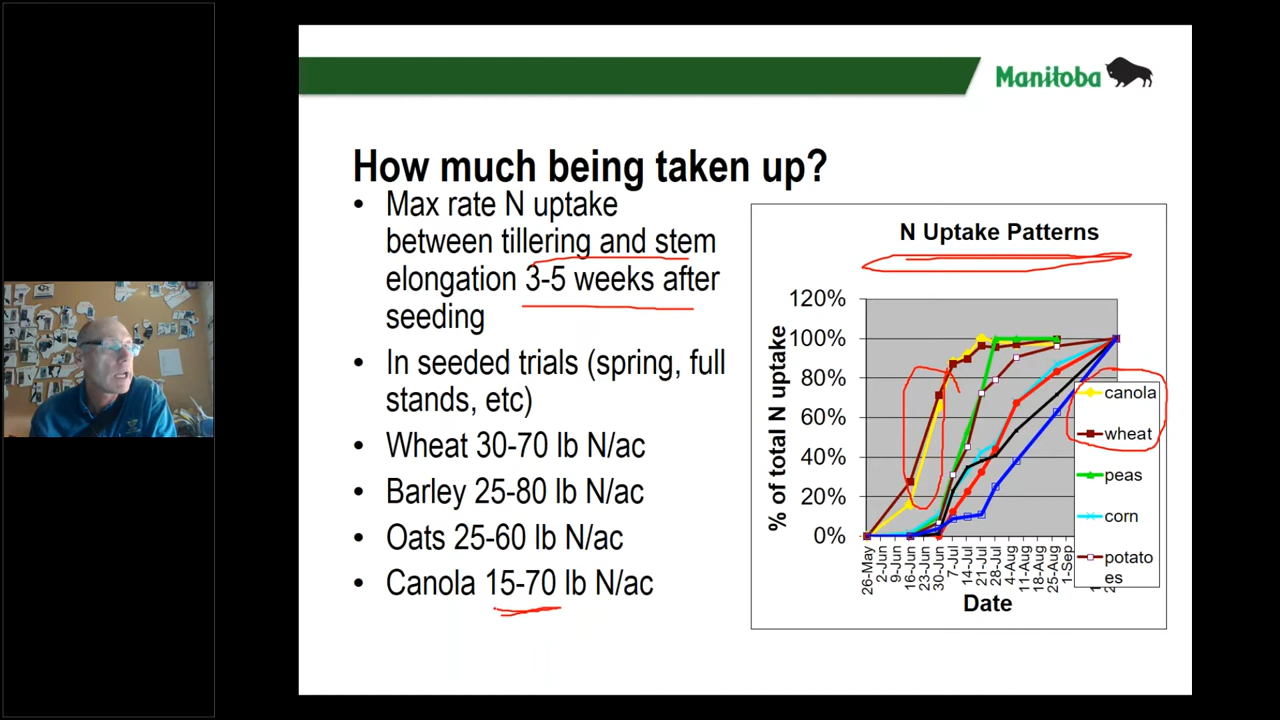 Manitoba
How much being taken up?
• Max rate N uptake
between tillering and stem
elongation 3-5 weeks after
seeding
• In seeded trials (spring, full
stands, etc)
• Wheat 30-70 lb N/ac
• Barley 25-80 lb N/ac
• Oats 25-60 lb N/ac
• Canola 15-70 lb N/ac
N Uptake Patterns
% of total N uptake
120%
100%
80%
60%
40%
20%
0%
26-May
2-Jun
9-Jun
16-Jun
23-Jun
30-Jun
7-Jul
14-Jul
21-Jul
28-Jul
4-Aug
11-Aug
18-Aug
25-Aug
1-Sep
Date
canola
wheat
peas
corn
potato
es